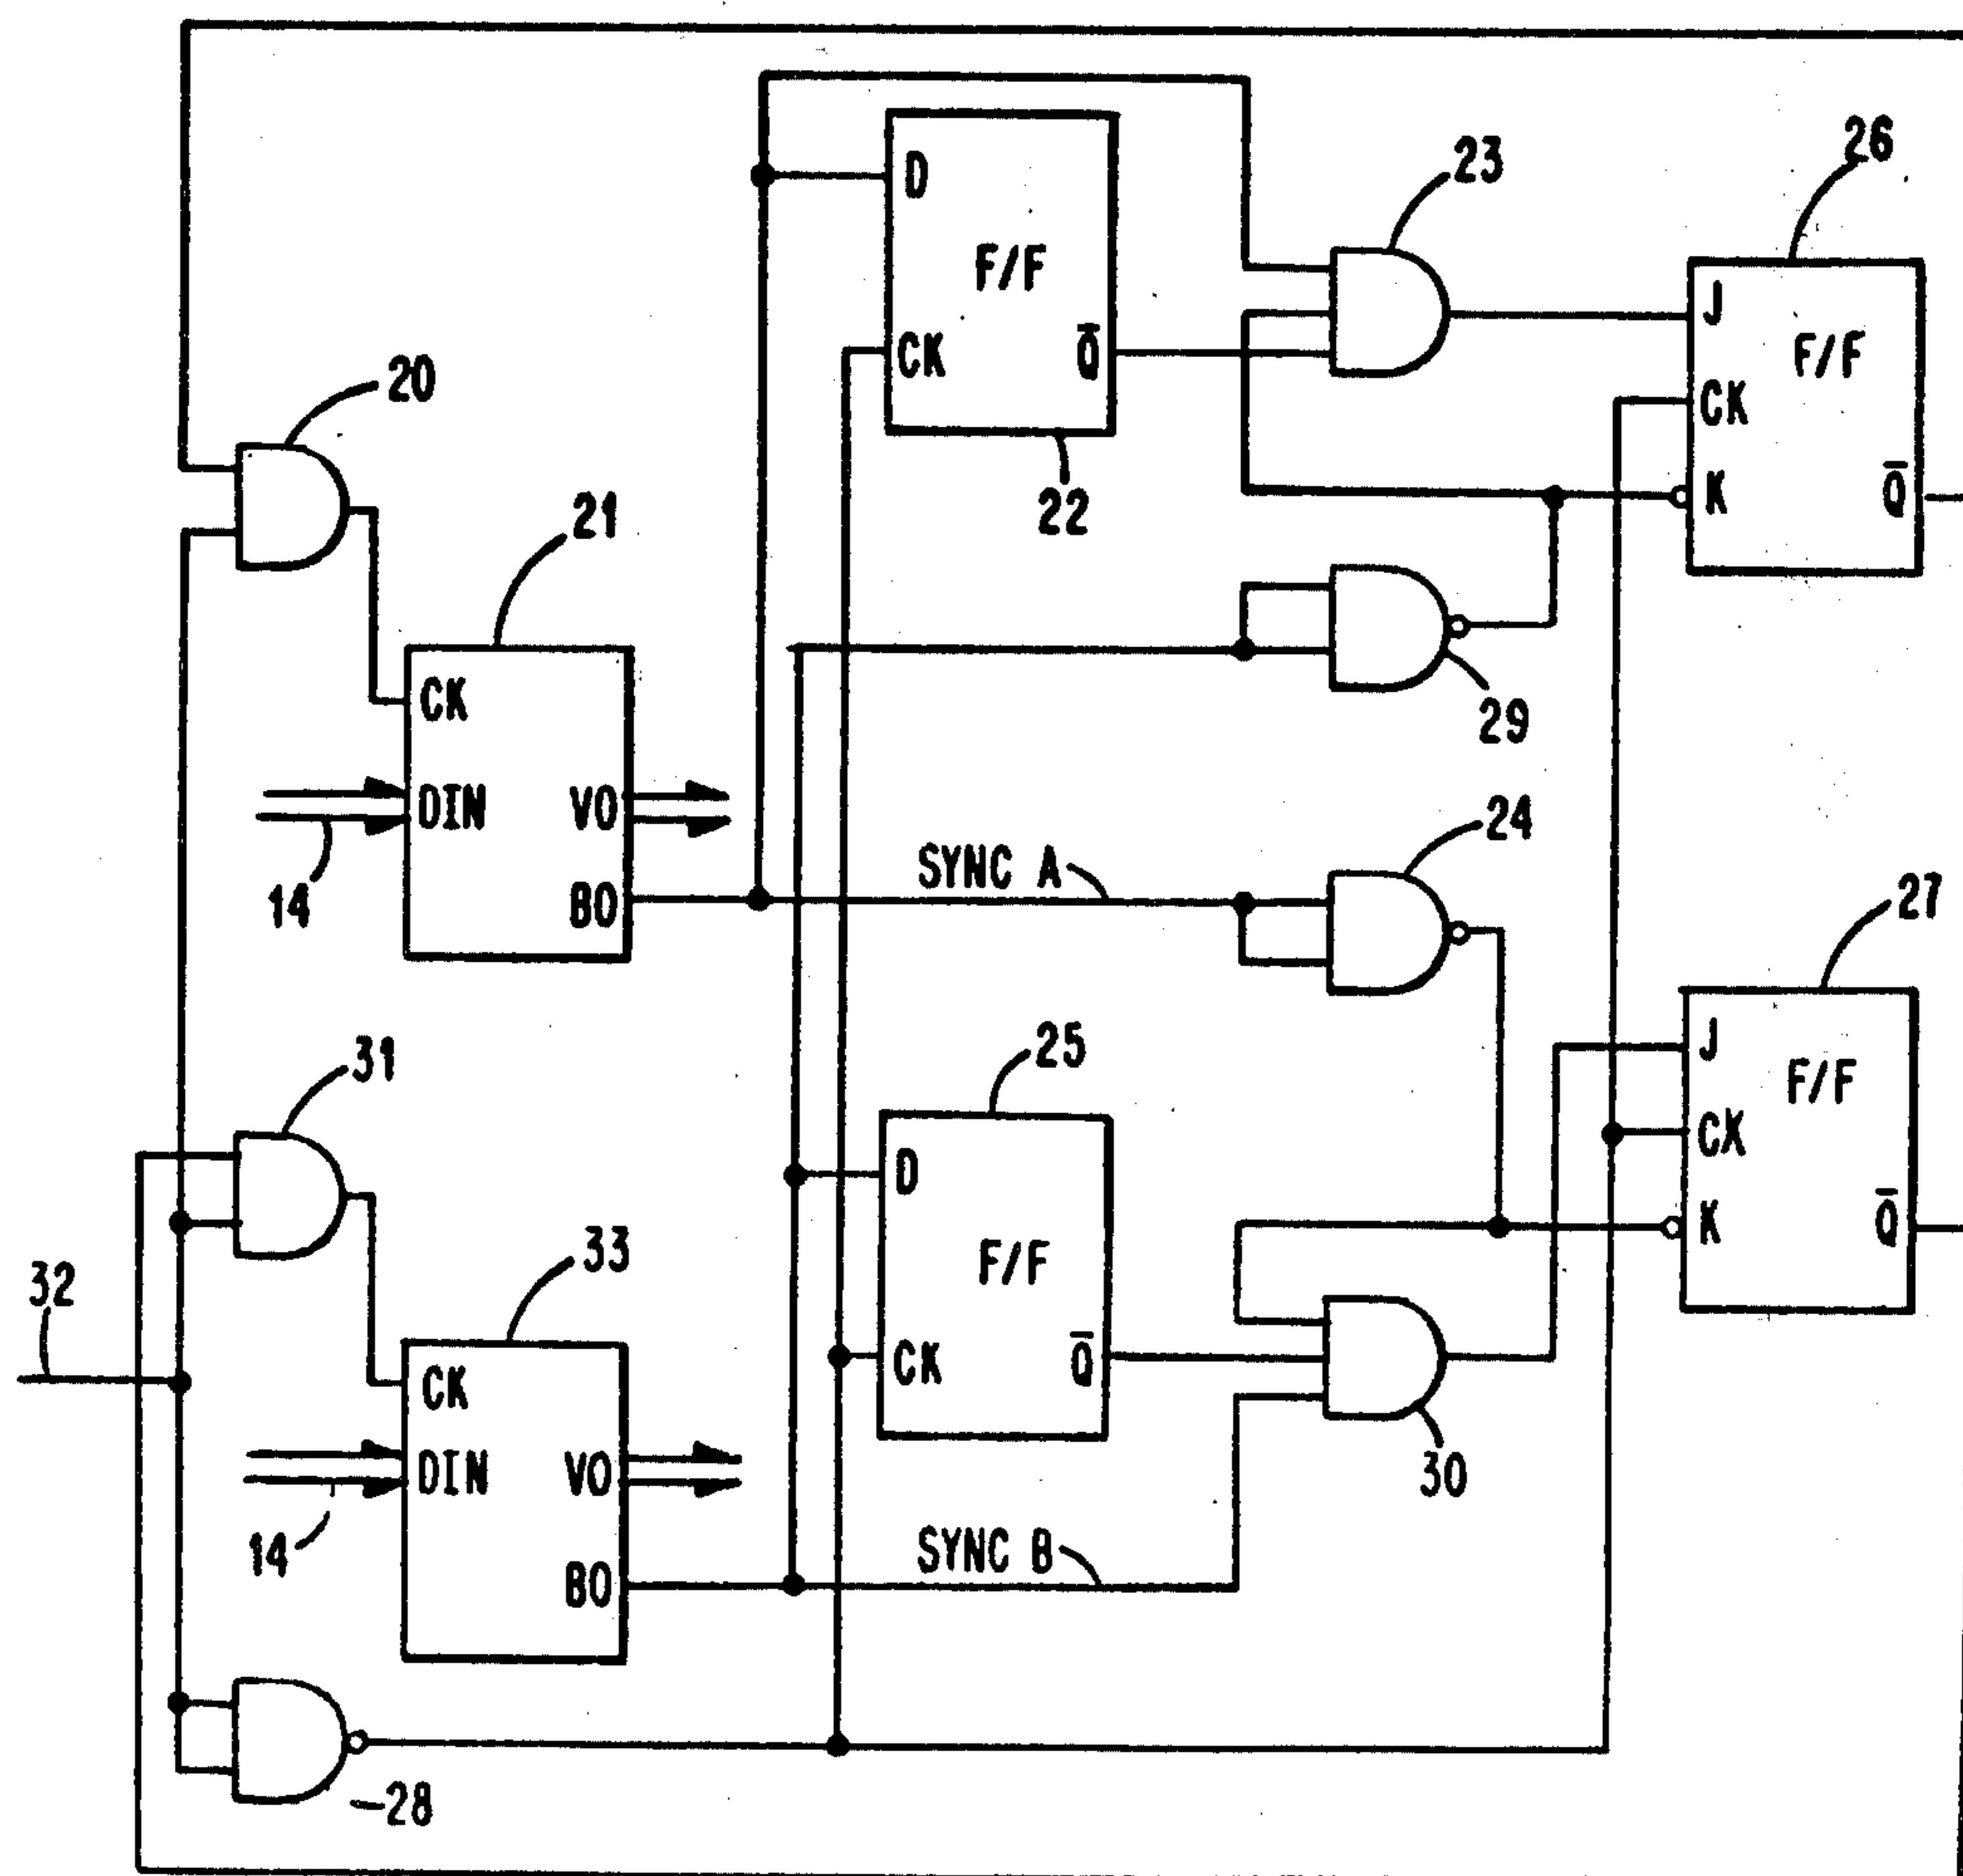 26
23
D
F/F
J
F/F
CK
Q̄
CK
20
K
Q̄
22
21
CK
29
DIN
VO
24
SYNC A
14
BO
27
25
J
31
F/F
CK
D
K
Q̄
33
F/F
32
CK
Q̄
CK
DIN
VO
30
14
SYNC B
BO
28